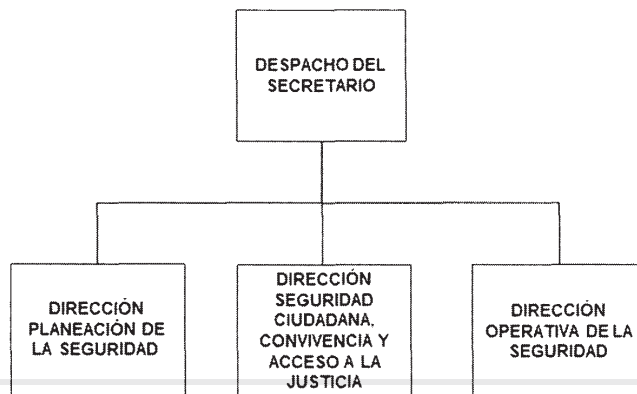 DESPACHO DEL
SECRETARIO
DIRECCIÓN
PLANEACIÓN DE
LA SEGURIDAD
DIRECCIÓN
SEGURIDAD
CIUDADANA,
CONVIVENCIA Y
ACCESO A LA
JUSTICIA
DIRECCIÓN
OPERATIVA DE LA
SEGURIDAD